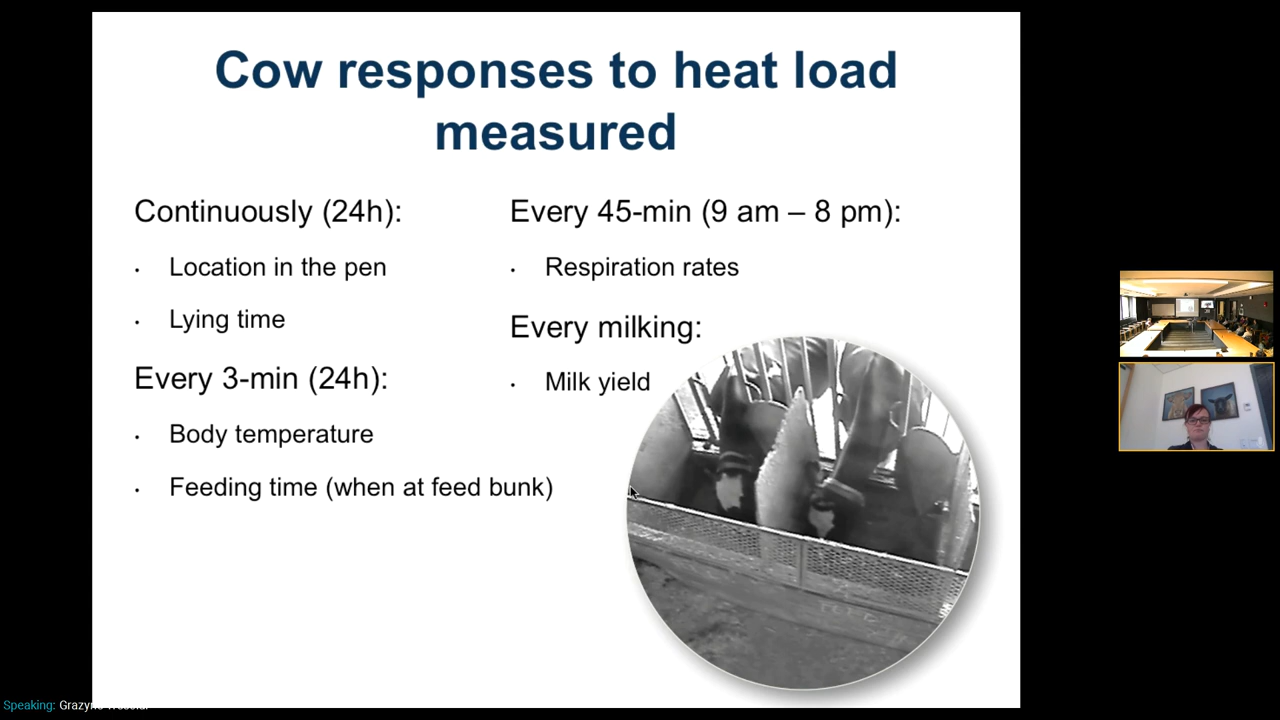 Cow responses to heat load
measured
Continuously (24h):
· Location in the pen
· Lying time
Every 3-min (24h):
· Body temperature
· Feeding time (when at feed bunk)
Every 45-min (9 am – 8 pm):
· Respiration rates
Every milking:
· Milk yield
Speaking: